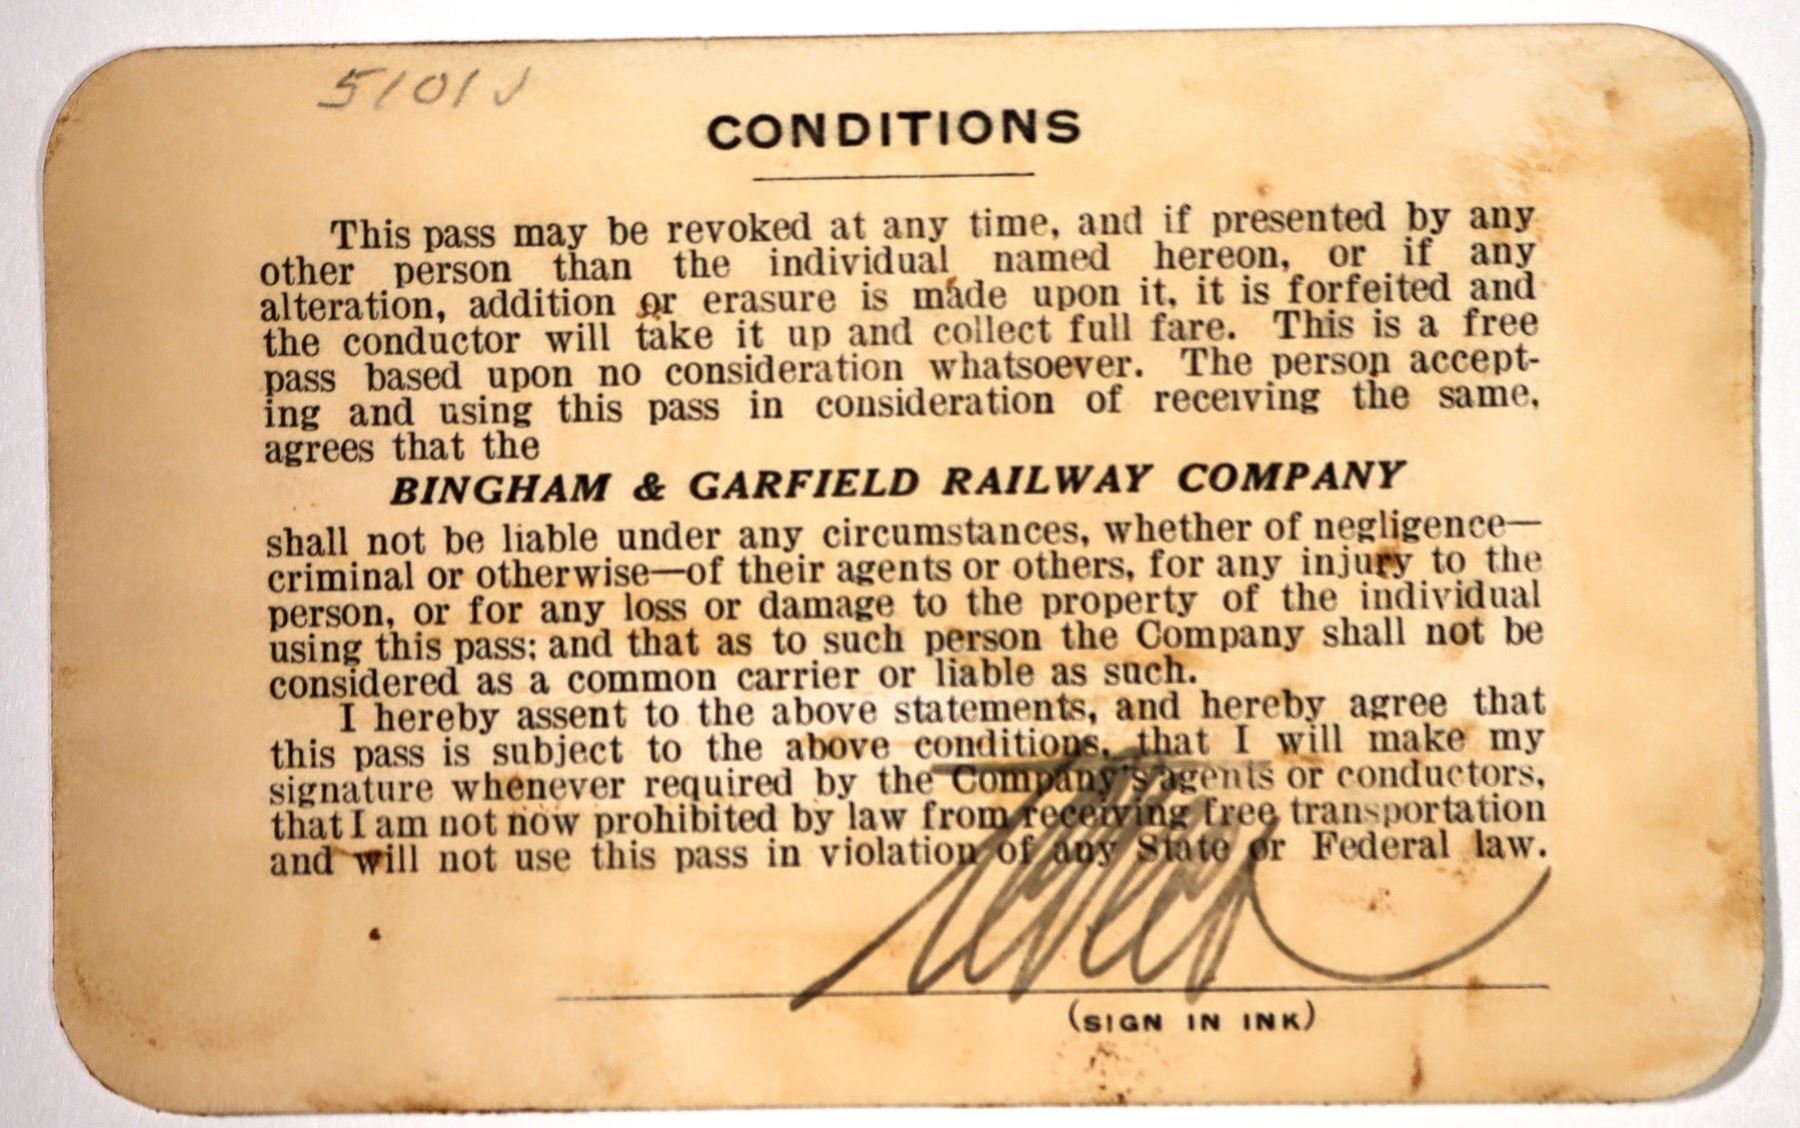 5101J
CONDITIONS
This pass may be revoked at any time, and if presented by any
other person than the individual named hereon, or if any
alteration, addition or erasure is made upon it, it is forfeited and
the conductor will take it up and collect full fare. This is a free
pass based upon no consideration whatsoever. The person accept-
ing and using this pass in consideration of receiving the same,
agrees that the
BINGHAM & GARFIELD RAILWAY COMPANY
shall not be liable under any circumstances, whether of negligence—
criminal or otherwise—of their agents or others, for any injury to the
person, or for any loss or damage to the property of the individual
using this pass; and that as to such person the Company shall not be
considered as a common carrier or liable as such.
I hereby assent to the above statements, and hereby agree that
this pass is subject to the above conditions, that I will make my
signature whenever required by the Company's agents or conductors,
that I am not now prohibited by law from receiving free transportation
and will not use this pass in violation of any State or Federal law.
(SIGN IN INK)